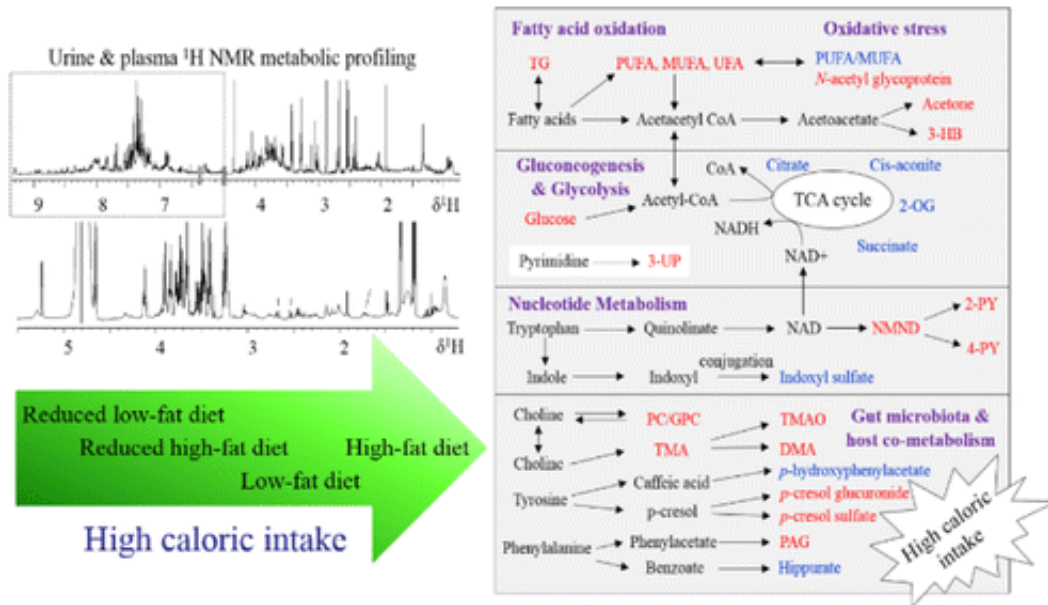 Urine & plasma ¹H NMR metabolic profiling
9 8 7 4 3 2 1 δ¹H
5 4 3 2 δ¹H
Reduced low-fat diet
Reduced high-fat diet
High-fat diet
Low-fat diet
High caloric intake
Fatty acid oxidation
Oxidative stress
TG
PUFA, MUFA, UFA
PUFA/MUFA
N-acetyl glycoprotein
Fatty acids
Acetacetyl CoA
Acetoacetate
Acetone
3-HB
Gluconeogenesis
& Glycolysis
CoA
Citrate
Cis-aconite
Acetyl-CoA
TCA cycle
2-OG
Glucose
NADH
Succinate
NAD+
Pyrimidine
3-UP
Nucleotide Metabolism
2-PY
Tryptophan
Quinolinate
NAD
NMND
4-PY
conjugation
Indole
Indoxyl
Indoxyl sulfate
Choline
PC/GPC
TMAO
Gut microbiota &
host co-metabolism
TMA
DMA
Choline
Caffeic acid
p-hydroxyphenylacetate
Tyrosine
p-cresol
p-cresol glucuronide
p-cresol sulfate
High caloric
intake
Phenylalanine
Phenylacetate
PAG
Benzoate
Hippurate